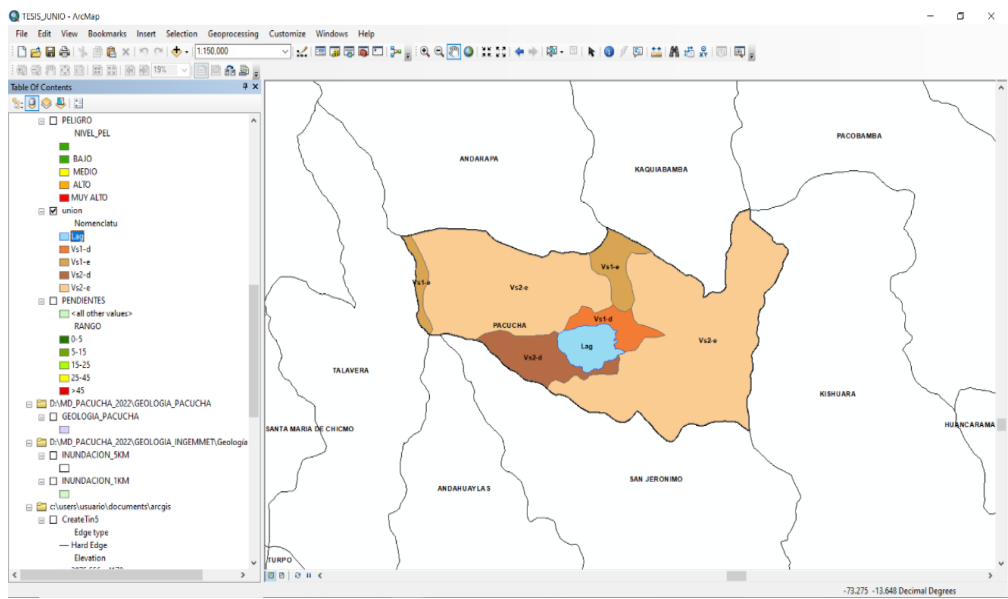 TESIS_JUNIO - ArcMap
File Edit View Bookmarks Insert Selection Geoprocessing Customize Windows Help
1:150.000
19%
Table Of Contents
PELIGRO
NIVEL_PEL
BAJO
MEDIO
ALTO
MUY ALTO
union
Nomenclatu
Lag
Vs1-d
Vs1-e
Vs2-d
Vs2-e
PENDIENTES
<all other values>
RANGO
0-5
5-15
15-25
25-45
>45
D:\MD_PACUCHA_2022\GEOLOGIA_PACUCHA
GEOLOGIA_PACUCHA
D:\MD_PACUCHA_2022\GEOLOGIA_INGEMMET\Geología
INUNDACION_5KM
INUNDACION_1KM
c:\users\usuario\documents\arcgis
CreateTin5
Edge type
Hard Edge
Elevation
PACOBAMBA
ANDARAPA
KAQUIABAMBA
Vs1-e
Vs1-e
Vs2-e
Vs1-d
PACUCHA
Vs2-e
Lag
Vs2-d
TALAVERA
KISHUARA
SANTA MARIA DE CHICMO
HUANCARAMA
SAN JERONIMO
ANDAHUAYLAS
TURPO
-73.275 -13.648 Decimal Degrees